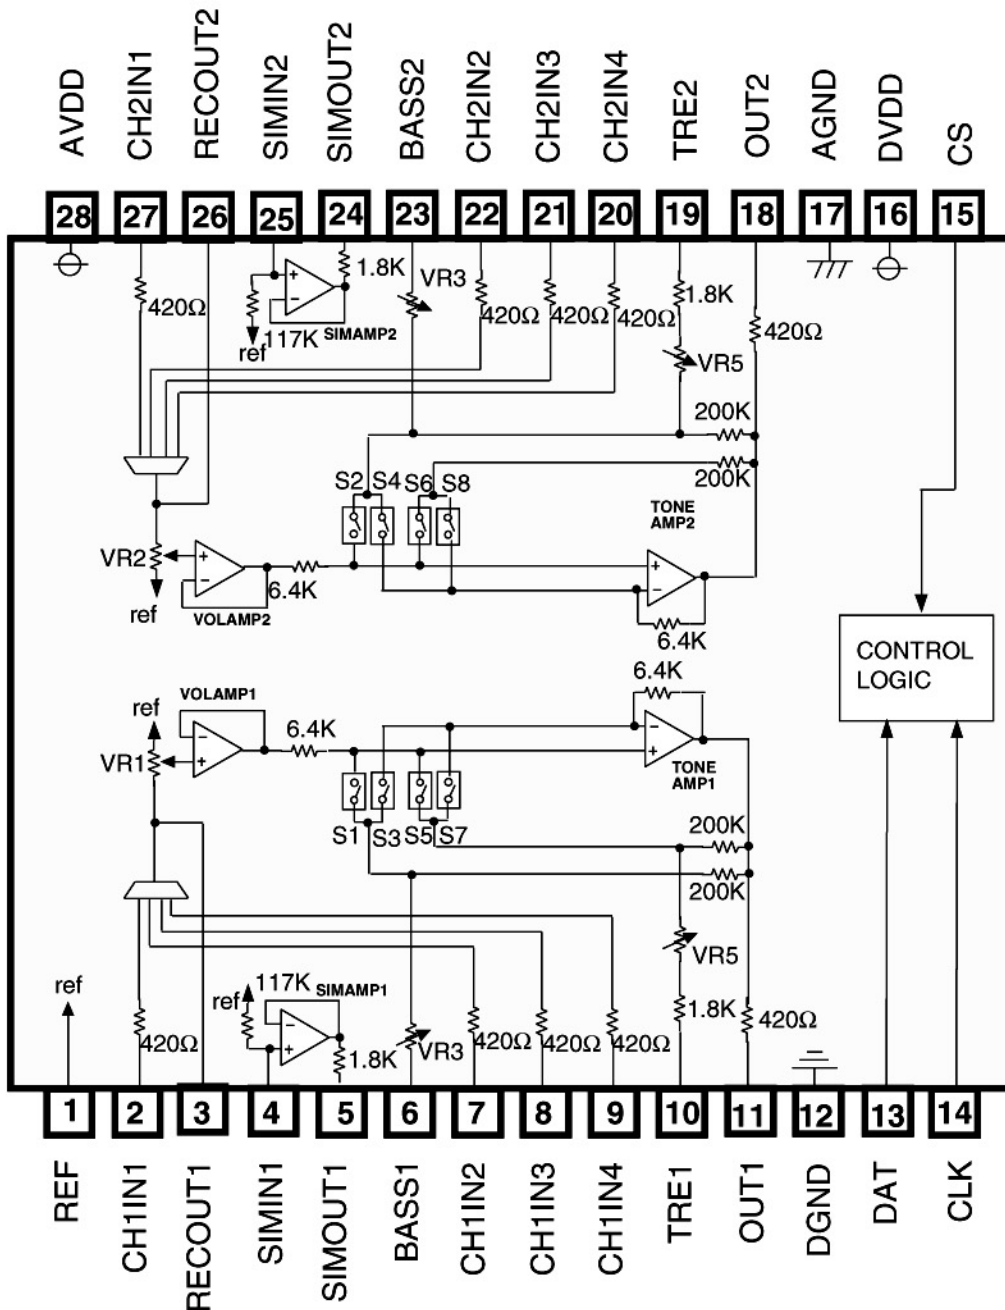 AVDD
CH2IN1
RECOUT2
SIMIN2
SIMOUT2
BASS2
CH2IN2
CH2IN3
CH2IN4
TRE2
OUT2
AGND
DVDD
CS
28 27 26 25 24 23 22 21 20 19 18 17 16 15
420Ω
117K
ref
1.8K
SIMAMP2
VR3
420Ω
420Ω
420Ω
1.8K
VR5
420Ω
200K
200K
S2 S4 S6 S8
TONE
AMP2
VR2
ref
+
−
VOLAMP2
6.4K
+
−
6.4K
CONTROL
LOGIC
ref
VR1
VOLAMP1
−
+
6.4K
6.4K
−
+
TONE
AMP1
S1 S3 S5 S7
200K
200K
VR5
ref
420Ω
ref
117K
SIMAMP1
−
+
1.8K
VR3
420Ω
420Ω
420Ω
1.8K
420Ω
1 2 3 4 5 6 7 8 9 10 11 12 13 14
REF
CH1IN1
RECOUT1
SIMIN1
SIMOUT1
BASS1
CH1IN2
CH1IN3
CH1IN4
TRE1
OUT1
DGND
DAT
CLK